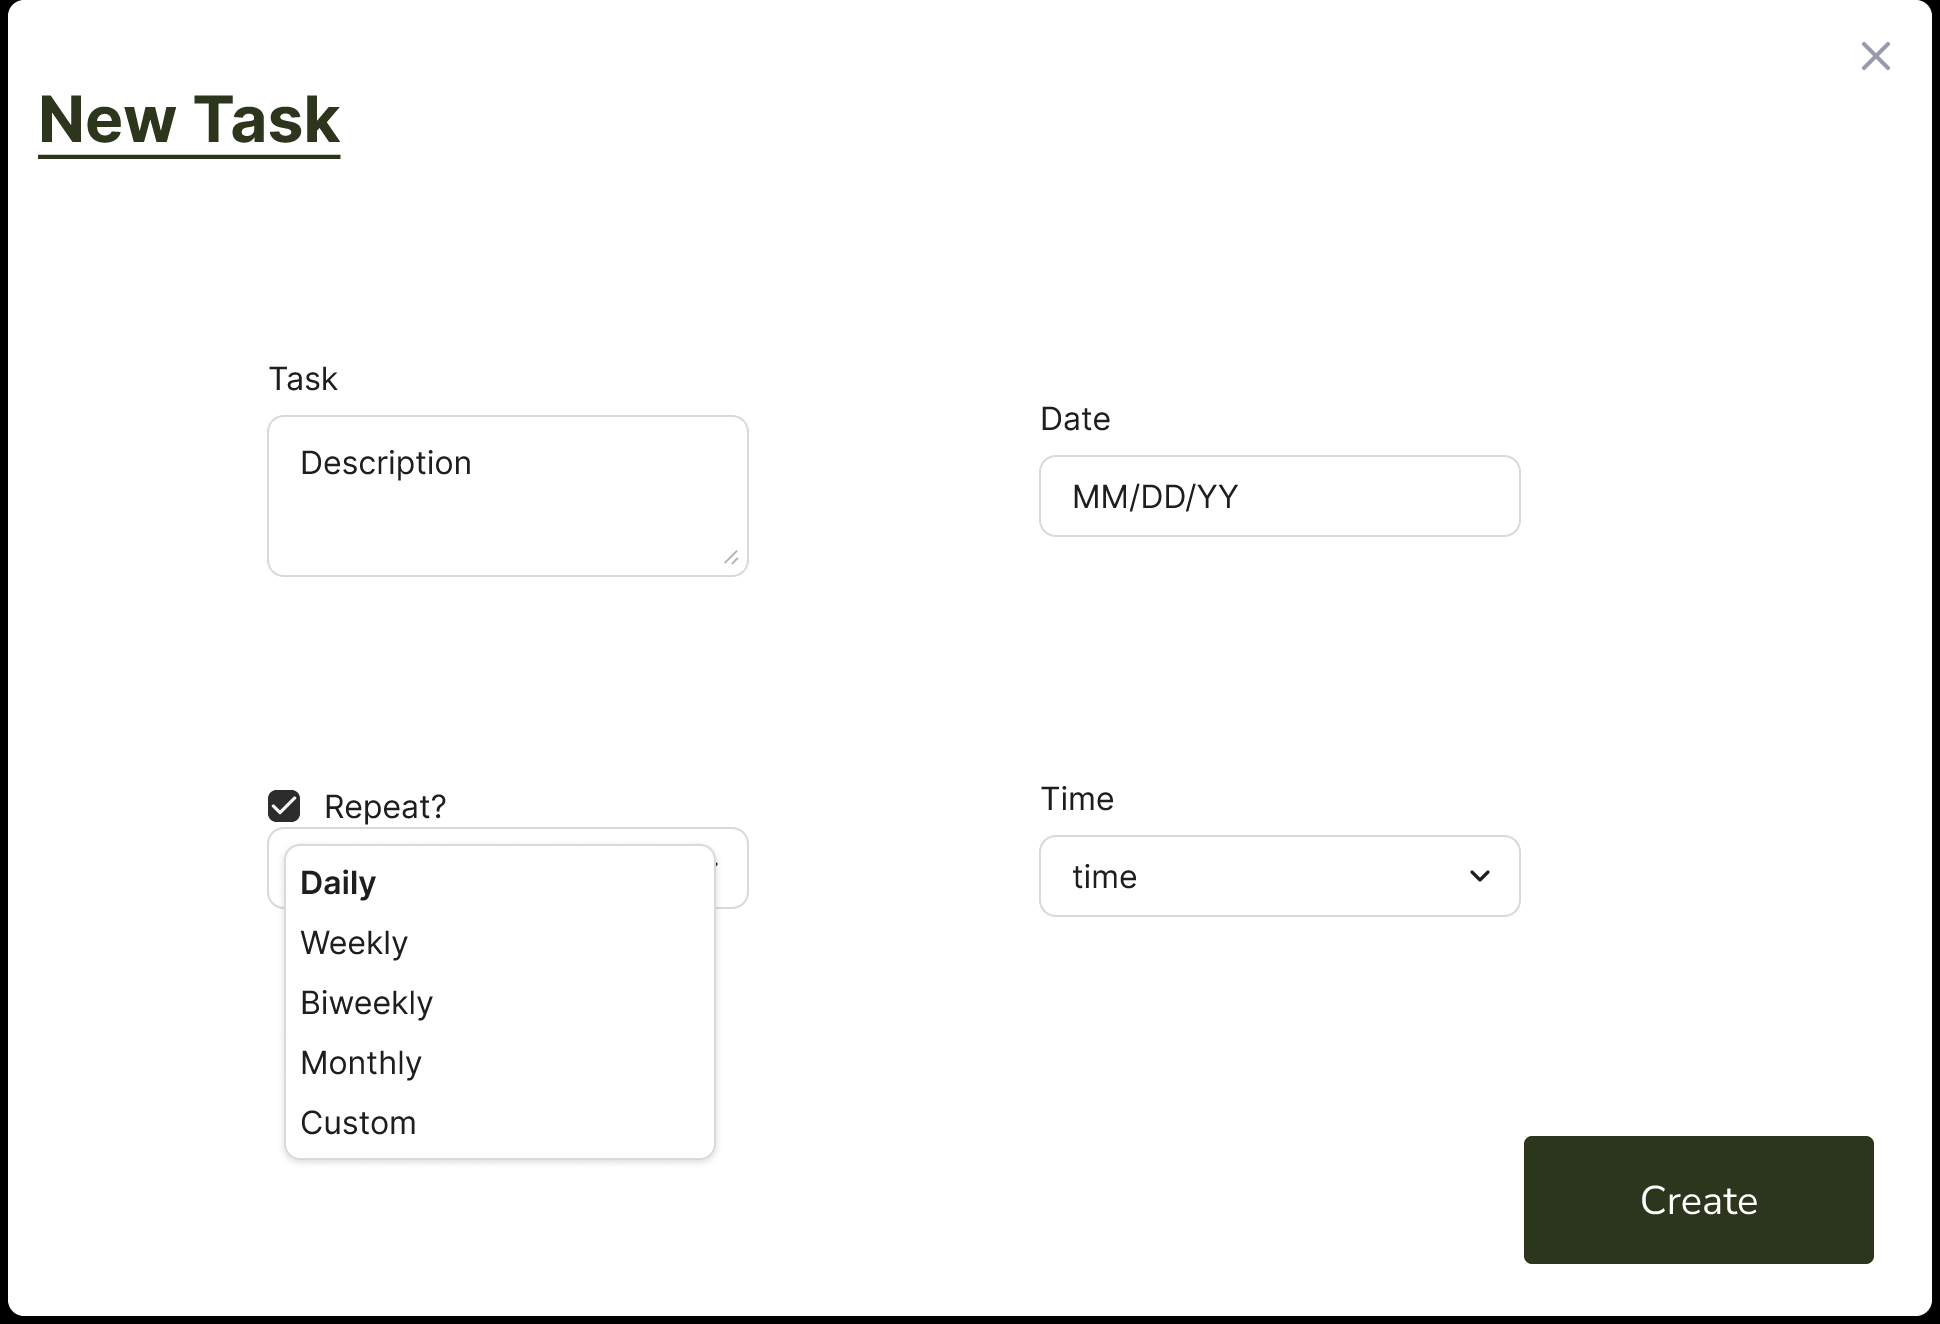 New Task
Task
Description
Date
MM/DD/YY
Repeat?
Daily
Weekly
Biweekly
Monthly
Custom
Time
time
Create